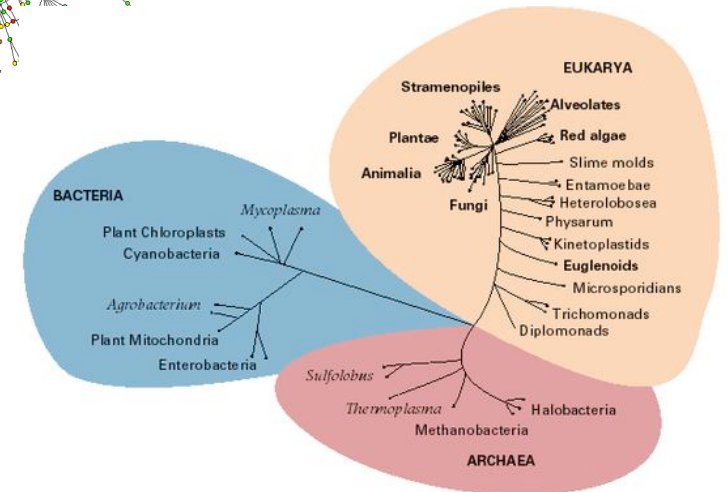 EUKARYA
Stramenopiles
Alveolates
Plantae
Red algae
Animalia
Slime molds
Entamoebae
Fungi
Heterolobosea
Physarum
Kinetoplastids
Euglenoids
Microsporidians
Trichomonads
Diplomonads
BACTERIA
Mycoplasma
Plant Chloroplasts
Cyanobacteria
Agrobacterium
Plant Mitochondria
Enterobacteria
Sulfolobus
Thermoplasma
Halobacteria
Methanobacteria
ARCHAEA